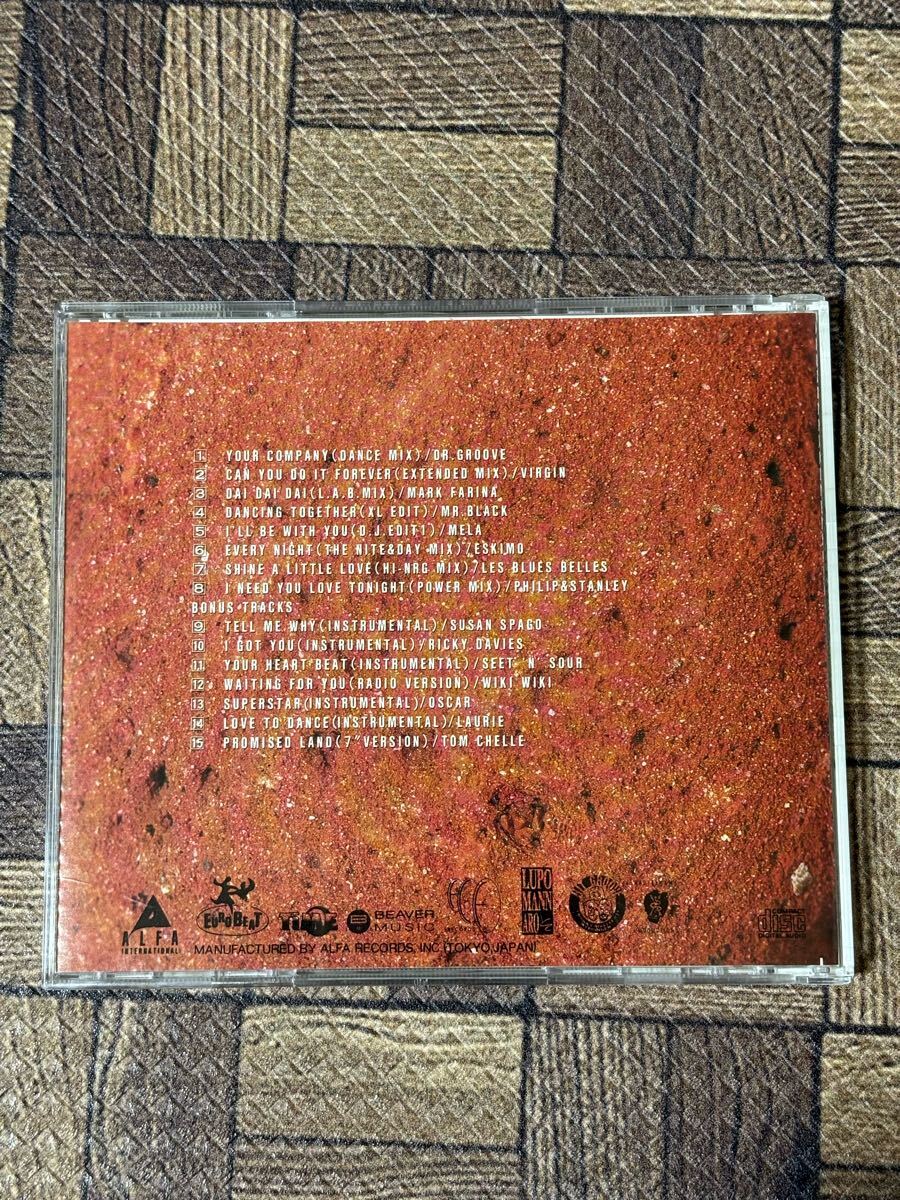 1 YOUR COMPANY(DANCE MIX)/DR.GROOVE
2 CAN YOU DO IT FOREVER(EXTENDED MIX)/VIRGIN
3 DAI DAI DAI(L.A.B.MIX)/MARK FARINA
4 DANCING TOGETHER(XL EDIT)/MR.BLACK
5 I'LL BE WITH YOU(D.J.EDIT1)/MELA
6 EVERY NIGHT(THE NITE&DAY MIX)/ESKIMO
7 SHINE A LITTLE LOVE(HI-NRG MIX)/LES BLUES BELLES
8 I NEED YOU LOVE TONIGHT(POWER MIX)/PHILIP&STANLEY
BONUS TRACKS
9 TELL ME WHY(INSTRUMENTAL)/SUSAN SPAGO
10 I GOT YOU(INSTRUMENTAL)/RICKY DAVIES
11 YOUR HEART BEAT(INSTRUMENTAL)/SEET 'N' SOUR
12 WAITING FOR YOU(RADIO VERSION)/WIKI WIKI
13 SUPERSTAR(INSTRUMENTAL)/OSCAR
14 LOVE TO DANCE(INSTRUMENTAL)/LAURIE
15 PROMISED LAND(7"VERSION)/TOM CHELLE
ALFA
INTERNATIONAL
EUROBEAT
TIME
BEAVER
MUSIC
LUPO
MANN
ARO
COMPACT
disc
DIGITAL AUDIO
MANUFACTURED BY ALFA RECORDS, INC.(TOKYO,JAPAN)